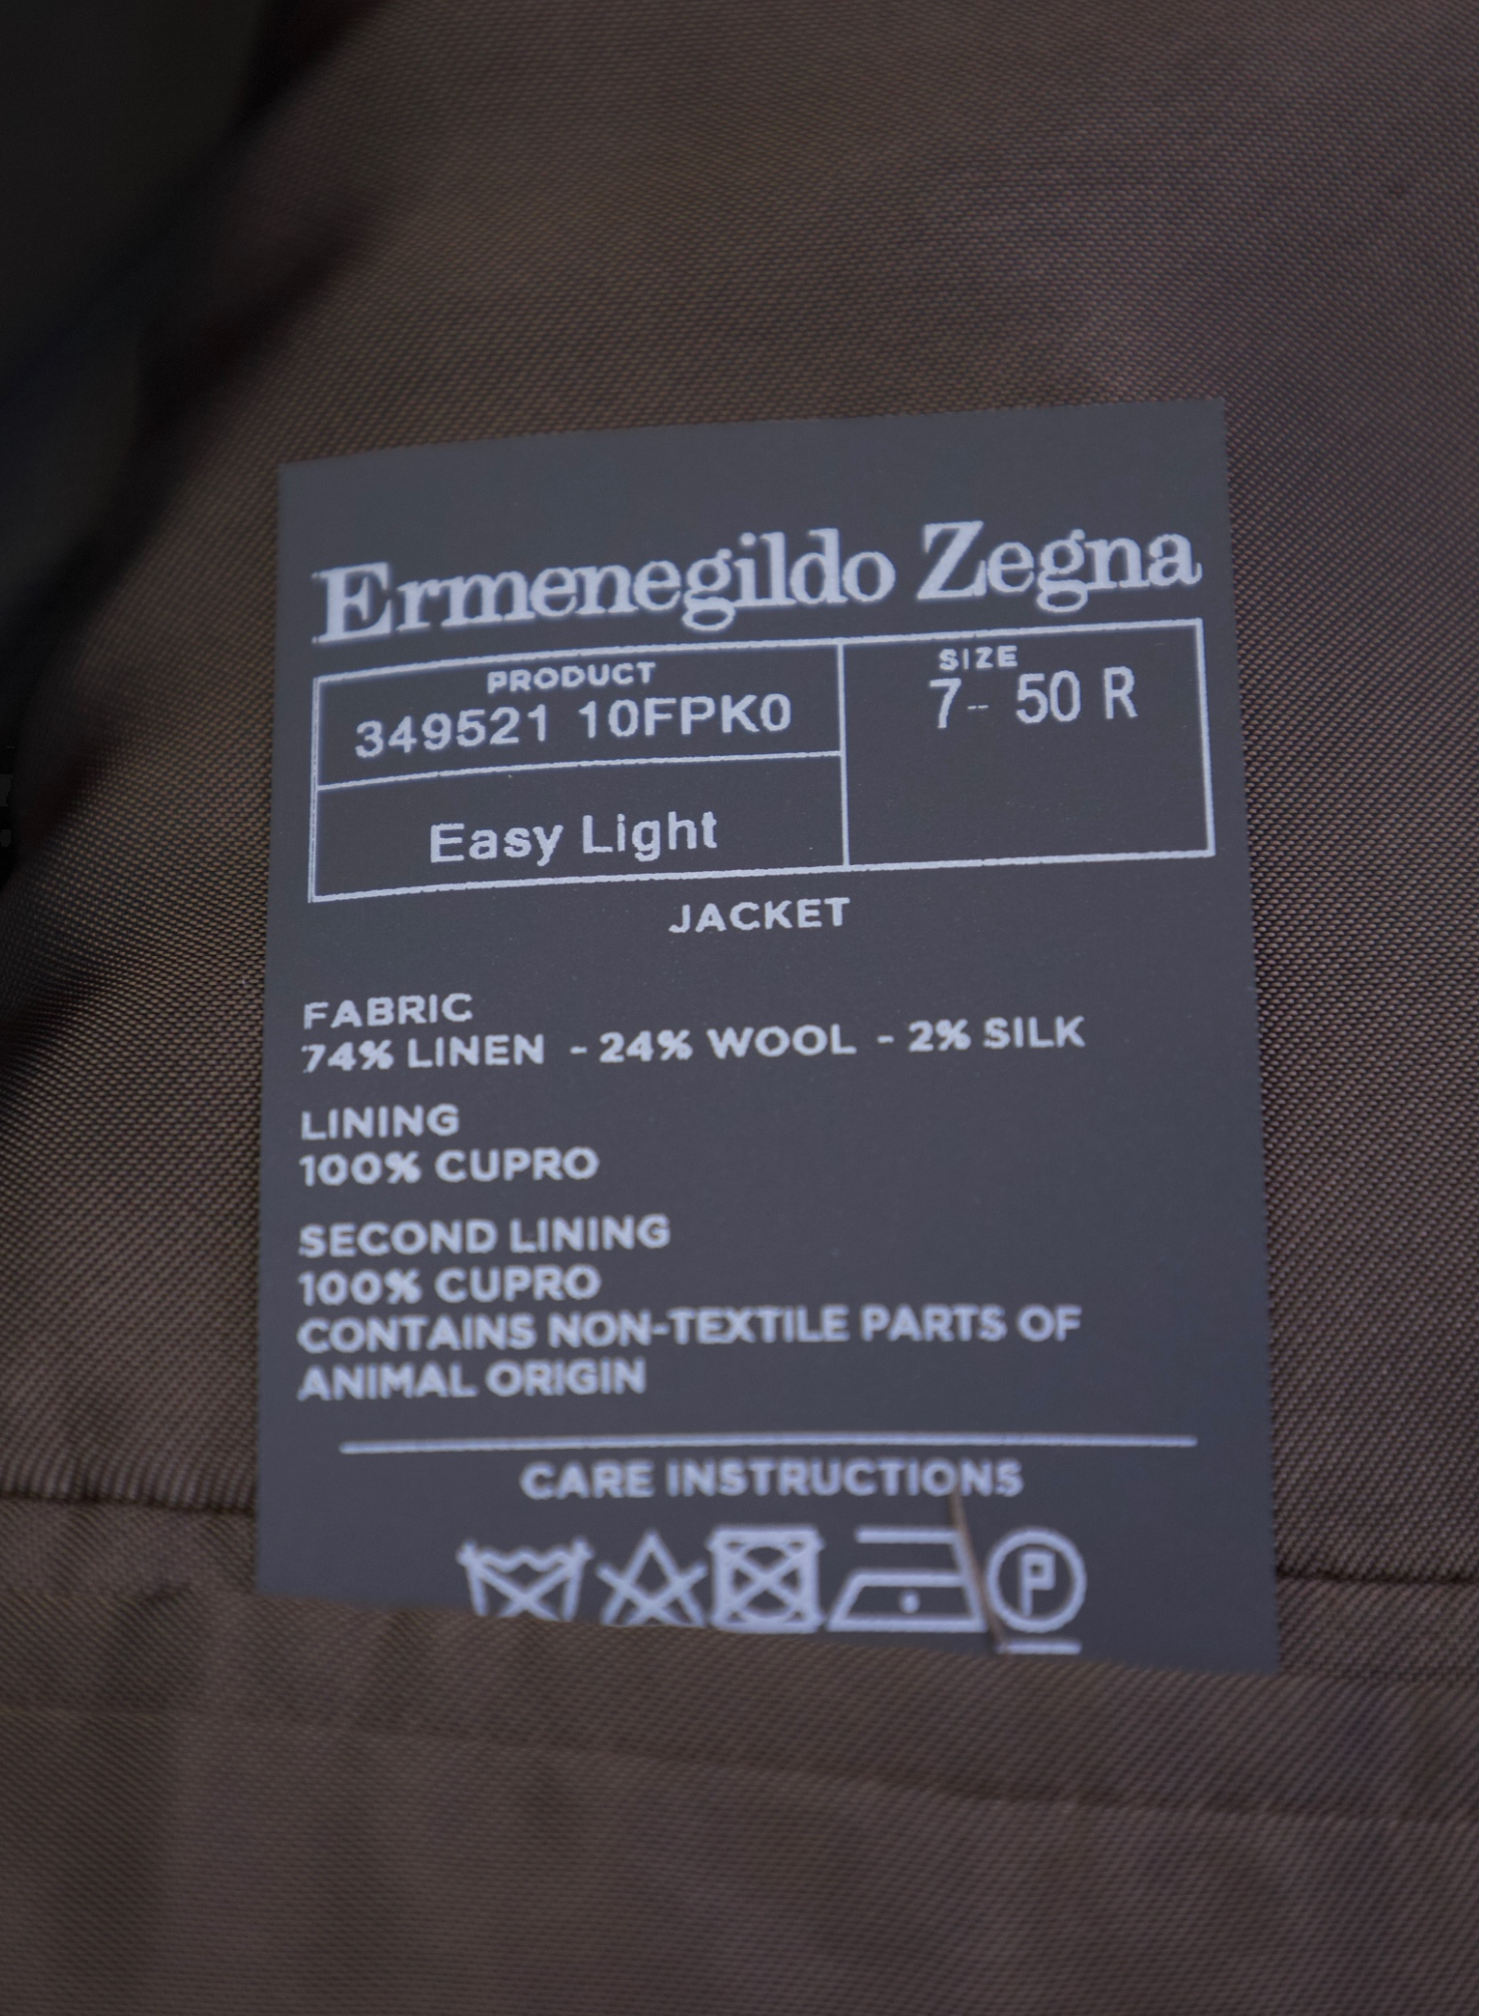 Ermenegildo Zegna
PRODUCT
349521 10FPK0
Easy Light
SIZE
7-- 50 R
JACKET
FABRIC
74% LINEN - 24% WOOL - 2% SILK
LINING
100% CUPRO
SECOND LINING
100% CUPRO
CONTAINS NON-TEXTILE PARTS OF
ANIMAL ORIGIN
CARE INSTRUCTIONS
P